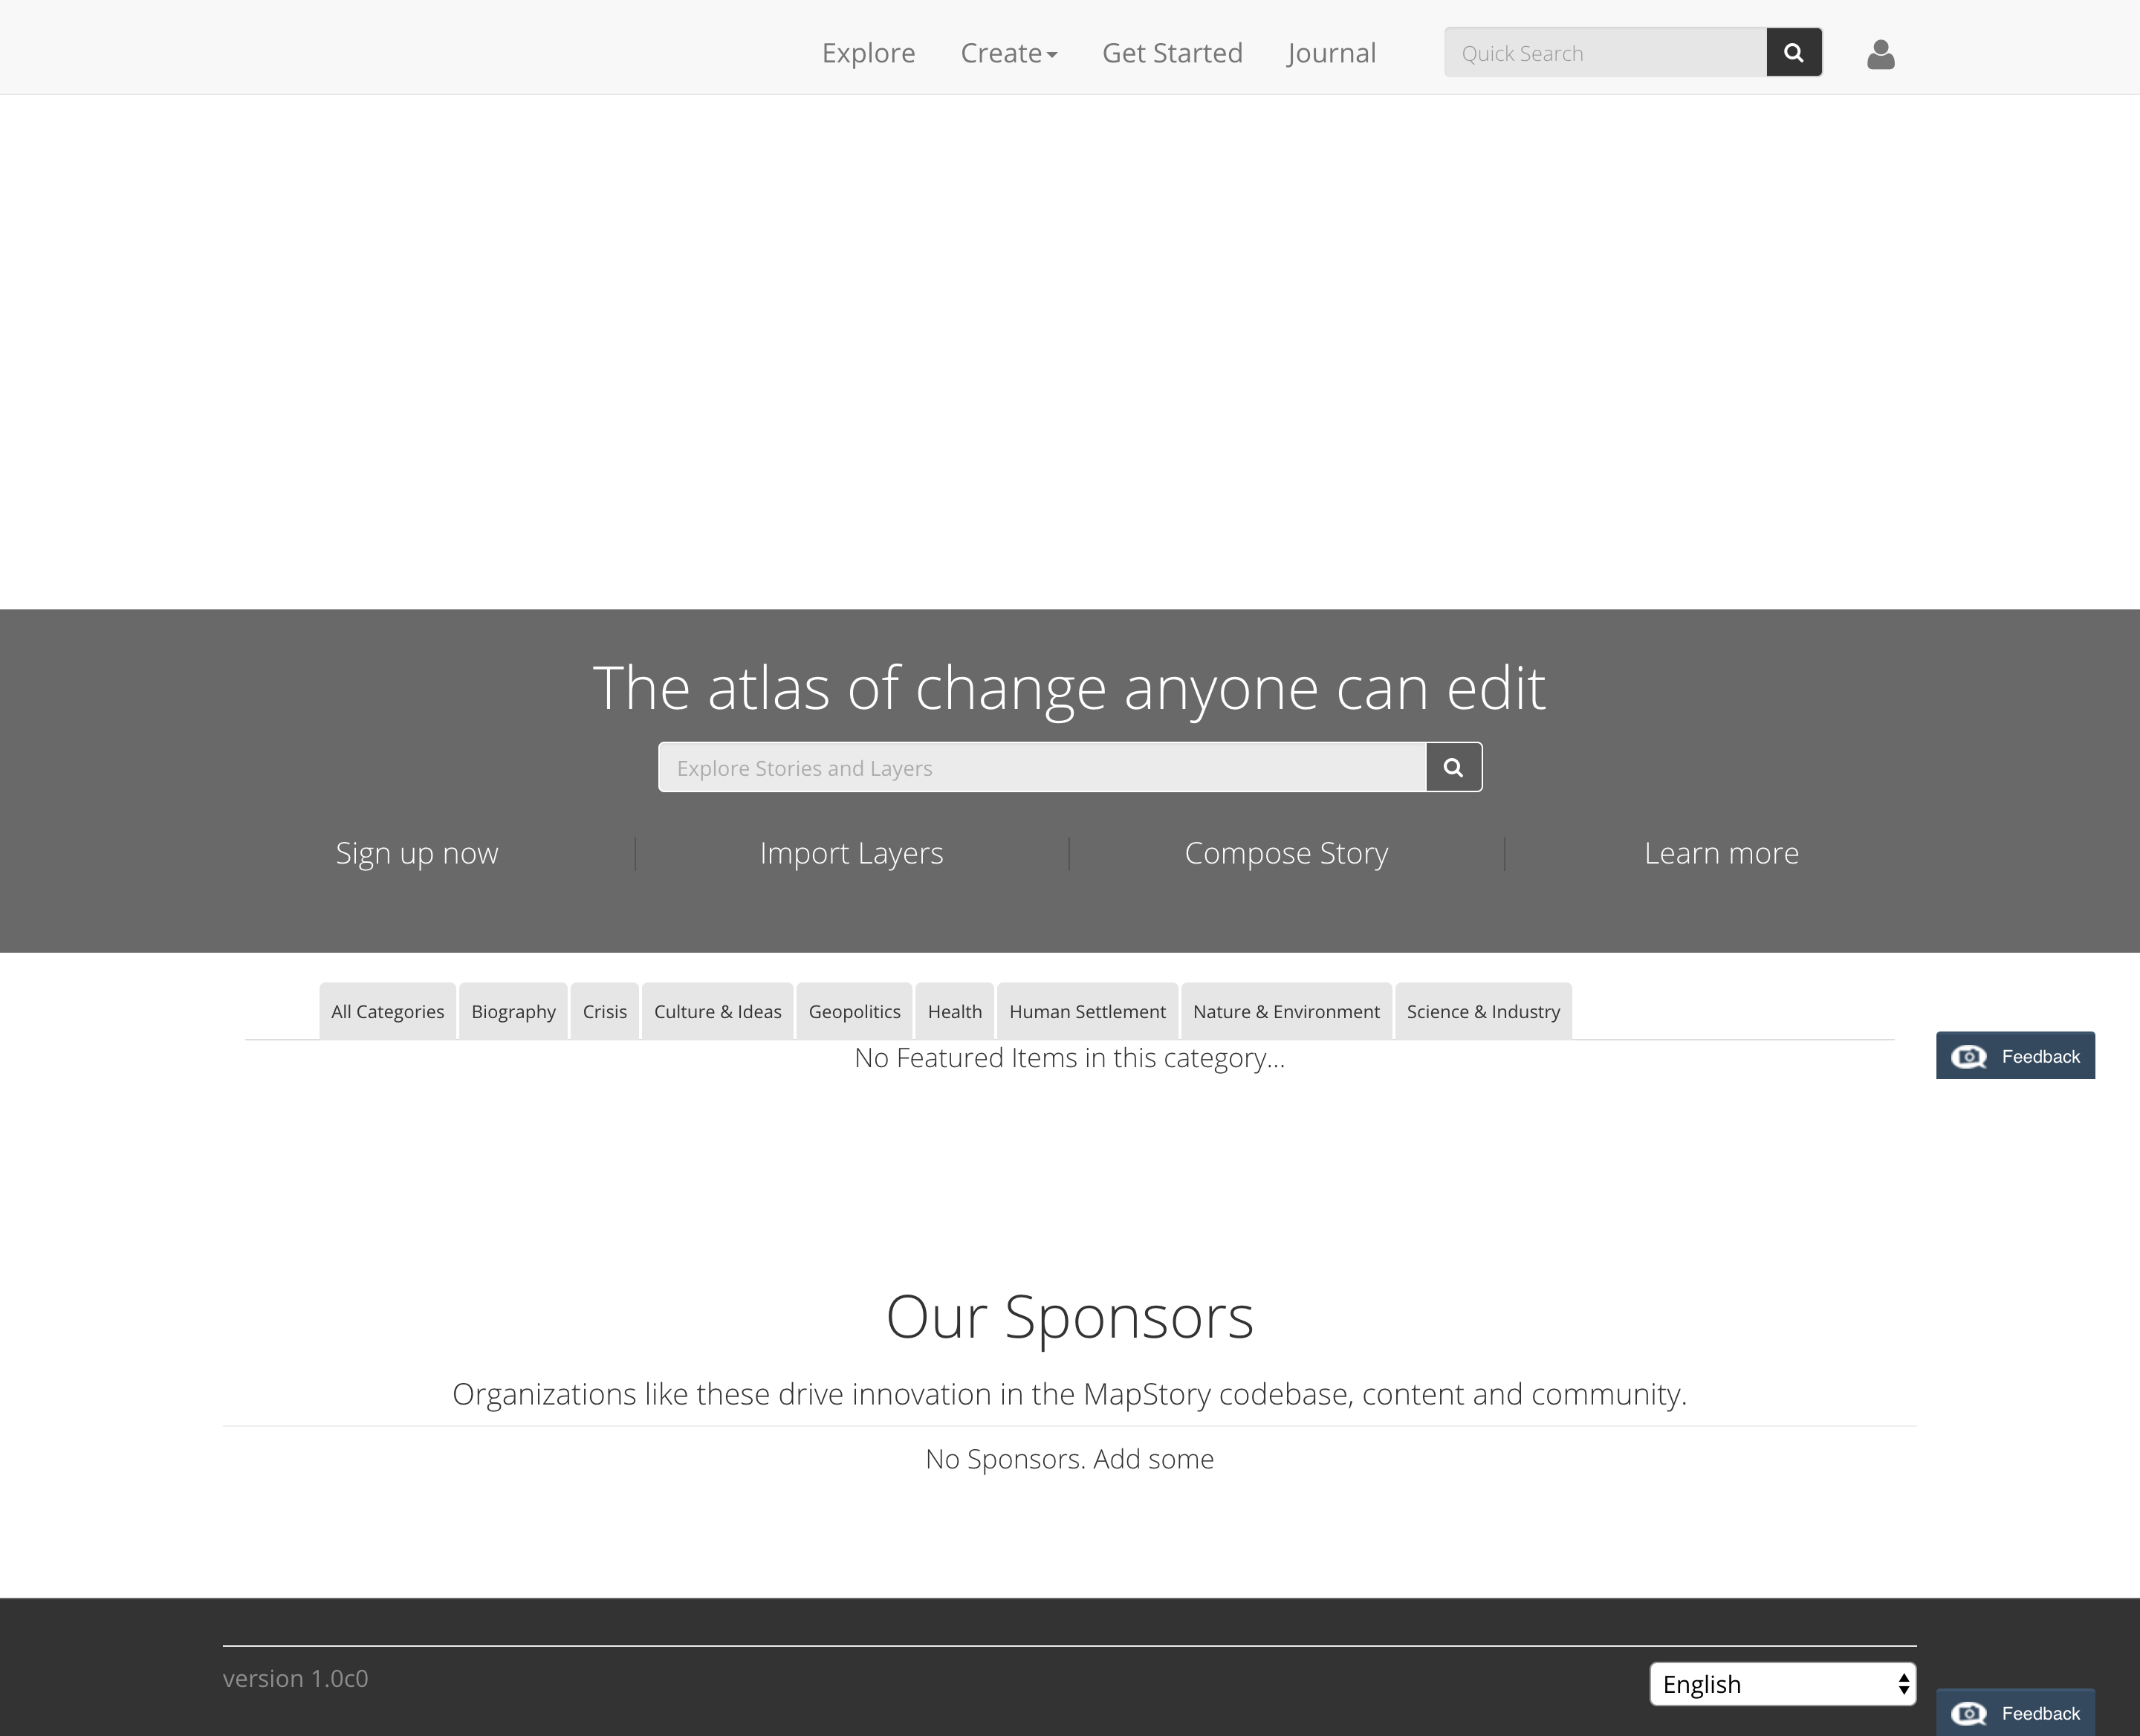 Explore Create Get Started Journal Quick Search
The atlas of change anyone can edit
Explore Stories and Layers
Sign up now Import Layers Compose Story Learn more
All Categories Biography Crisis Culture & Ideas Geopolitics Health Human Settlement Nature & Environment Science & Industry
No Featured Items in this category...
Feedback
Our Sponsors
Organizations like these drive innovation in the MapStory codebase, content and community.
No Sponsors. Add some
version 1.0c0
English
Feedback